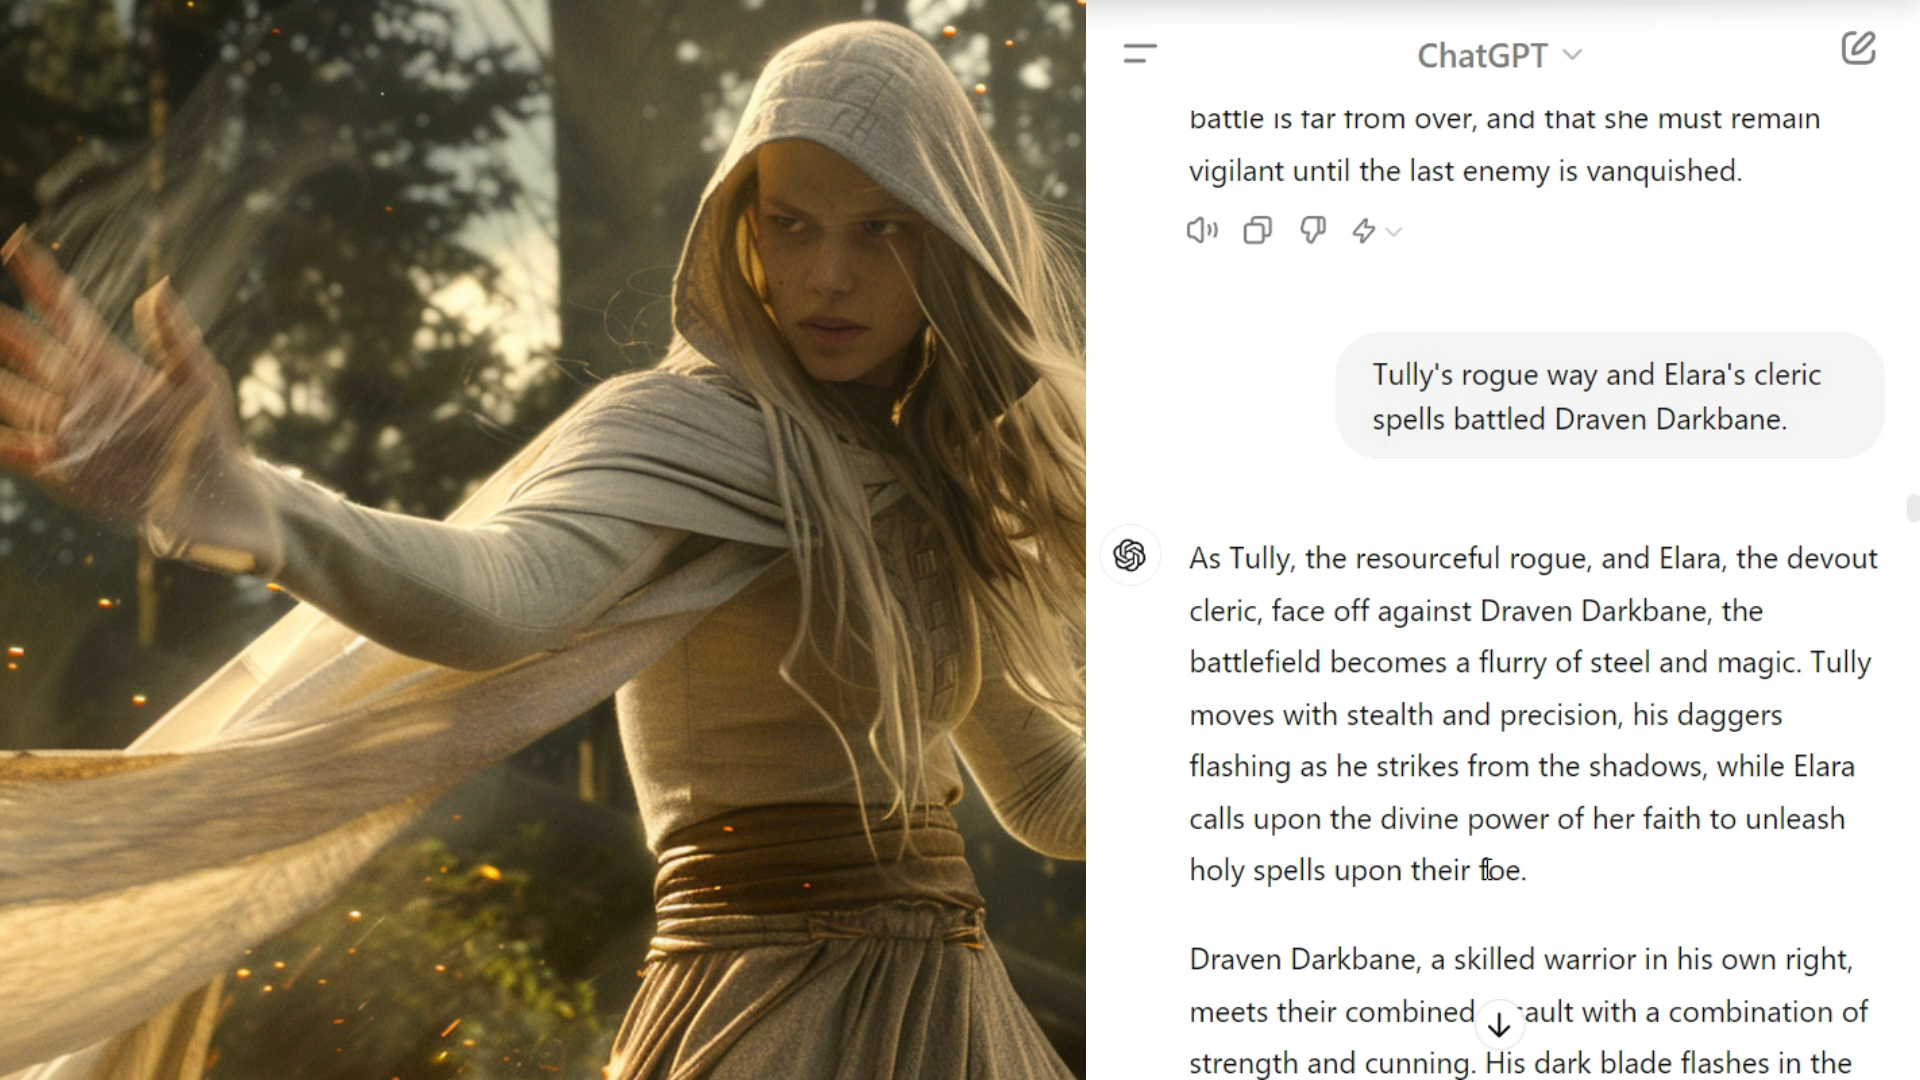 ChatGPT
battle is far from over, and that she must remain
vigilant until the last enemy is vanquished.
Tully's rogue way and Elara's cleric
spells battled Draven Darkbane.
As Tully, the resourceful rogue, and Elara, the devout
cleric, face off against Draven Darkbane, the
battlefield becomes a flurry of steel and magic. Tully
moves with stealth and precision, his daggers
flashing as he strikes from the shadows, while Elara
calls upon the divine power of her faith to unleash
holy spells upon their foe.
Draven Darkbane, a skilled warrior in his own right,
meets their combined assault with a combination of
strength and cunning. His dark blade flashes in the